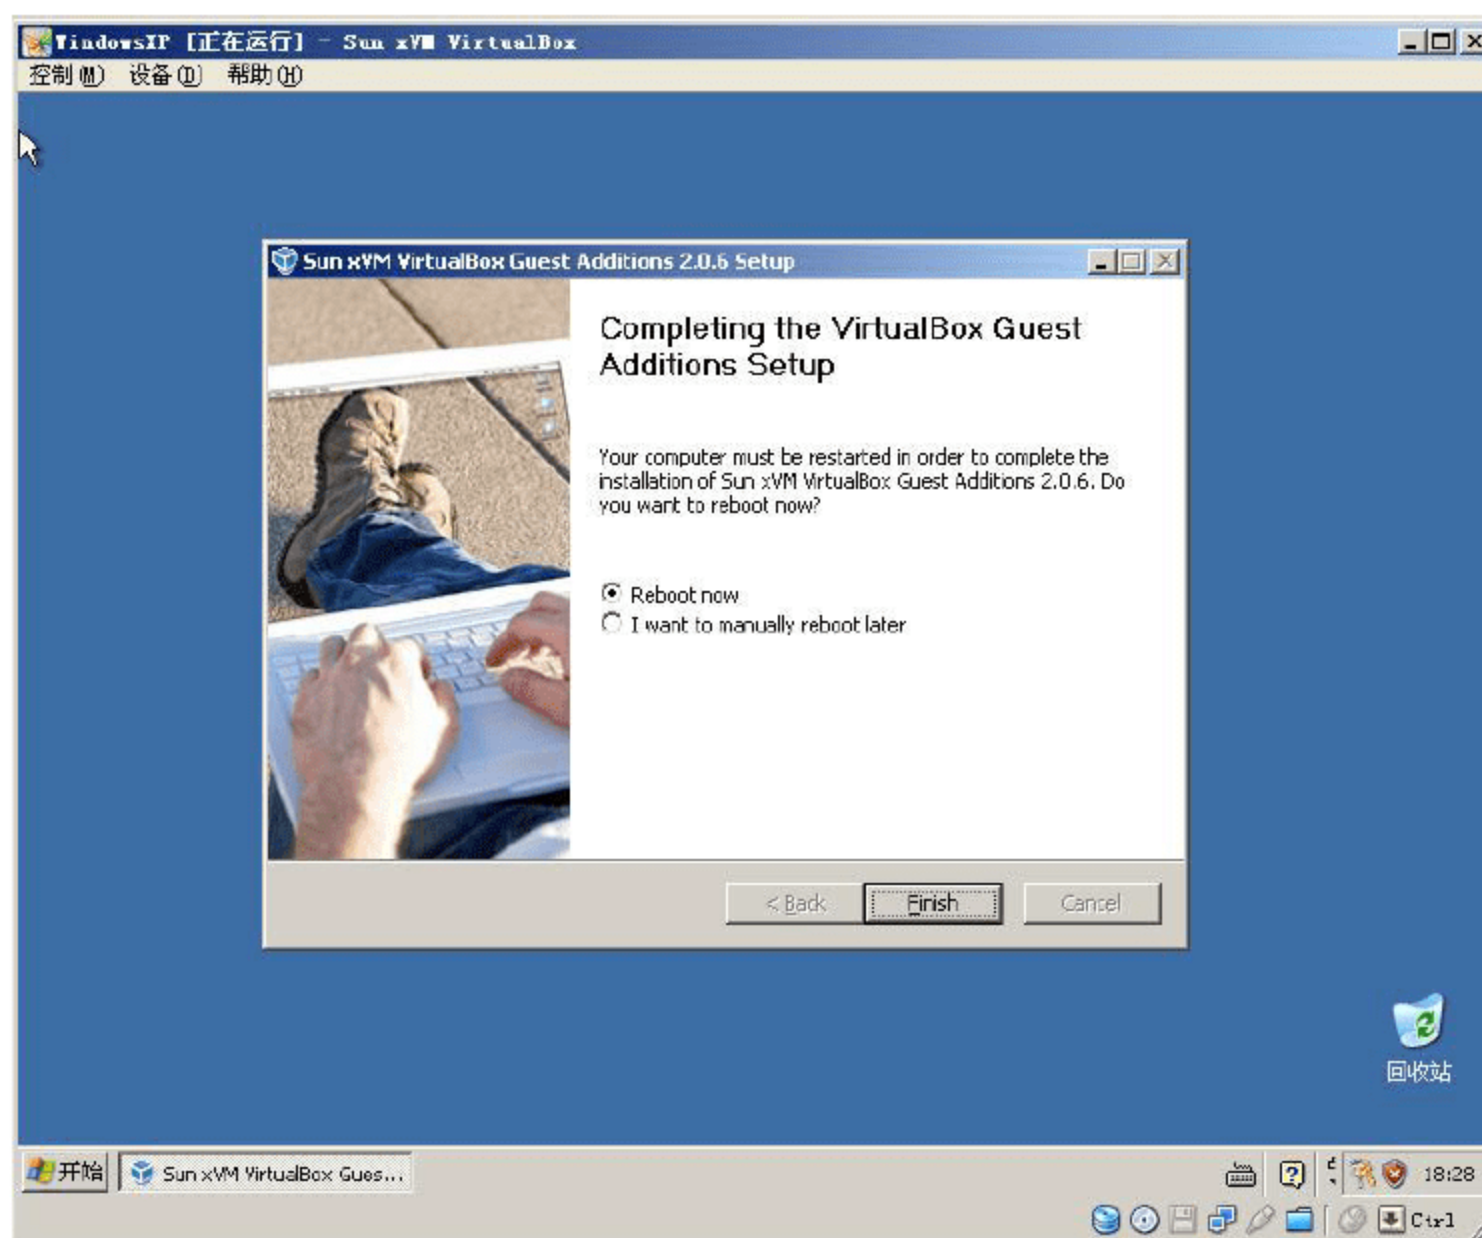 WindowsXP [正在运行] - Sun xVM VirtualBox
控制(M) 设备(D) 帮助(H)
Sun xVM VirtualBox Guest Additions 2.0.6 Setup
Completing the VirtualBox Guest
Additions Setup
Your computer must be restarted in order to complete the
installation of Sun xVM VirtualBox Guest Additions 2.0.6. Do
you want to reboot now?
Reboot now
I want to manually reboot later
< Back Finish Cancel
回收站
开始 Sun xVM VirtualBox Gues... 18:28
Ctrl